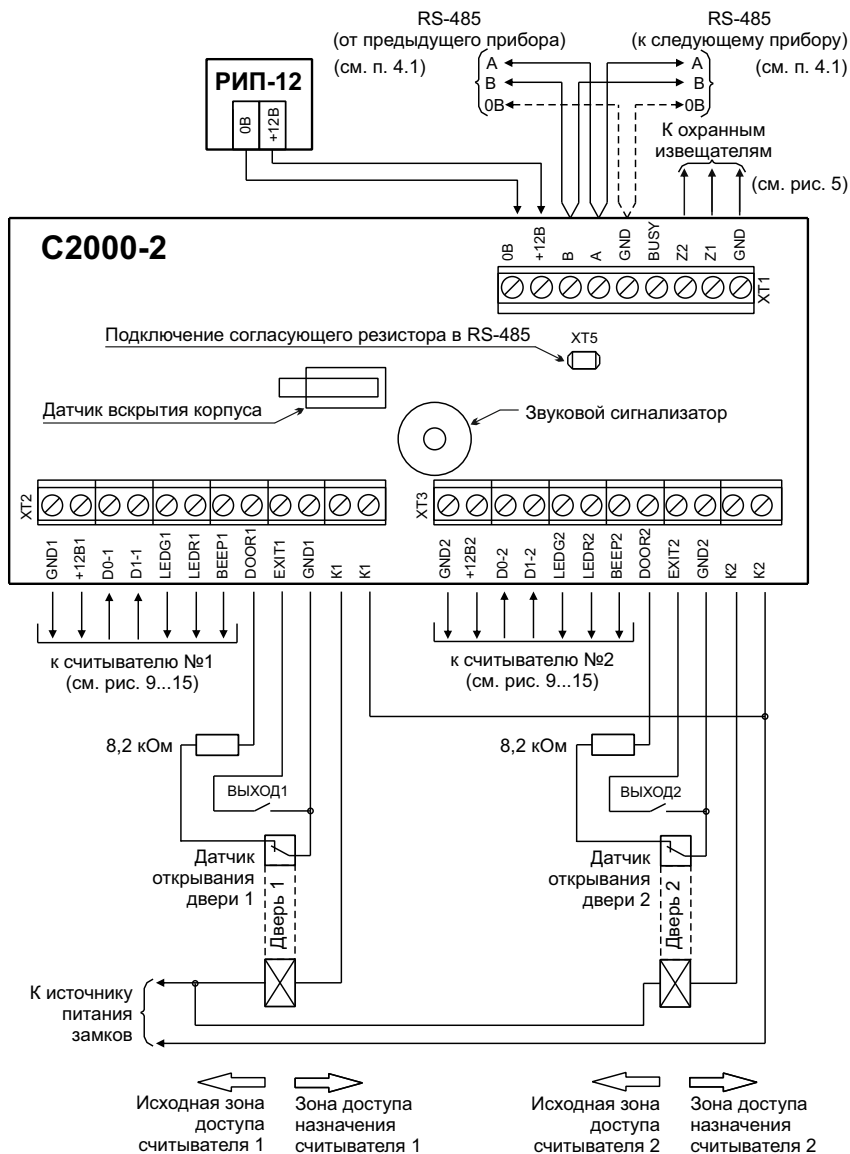 RS-485
(от предыдущего прибора)
(см. п. 4.1)
A
B
0В
RS-485
(к следующему прибору)
(см. п. 4.1)
A
B
0В
РИП-12
0В
+12В
К охранным
извещателям
(см. рис. 5)
С2000-2
0В
+12В
B
A
GND
BUSY
Z2
Z1
GND
XT1
Подключение согласующего резистора в RS-485
XT5
Датчик вскрытия корпуса
Звуковой сигнализатор
XT2
GND1
+12В1
D0-1
D1-1
LEDG1
LEDR1
BEEP1
DOOR1
EXIT1
GND1
К1
К1
XT3
GND2
+12В2
D0-2
D1-2
LEDG2
LEDR2
BEEP2
DOOR2
EXIT2
GND2
К2
К2
к считывателю №1
(см. рис. 9...15)
к считывателю №2
(см. рис. 9...15)
8,2 кОм
8,2 кОм
ВЫХОД1
ВЫХОД2
Датчик
открывания
двери 1
Дверь 1
Датчик
открывания
двери 2
Дверь 2
К источнику
питания
замков
Исходная зона
доступа
считывателя 1
Зона доступа
назначения
считывателя 1
Исходная зона
доступа
считывателя 2
Зона доступа
назначения
считывателя 2